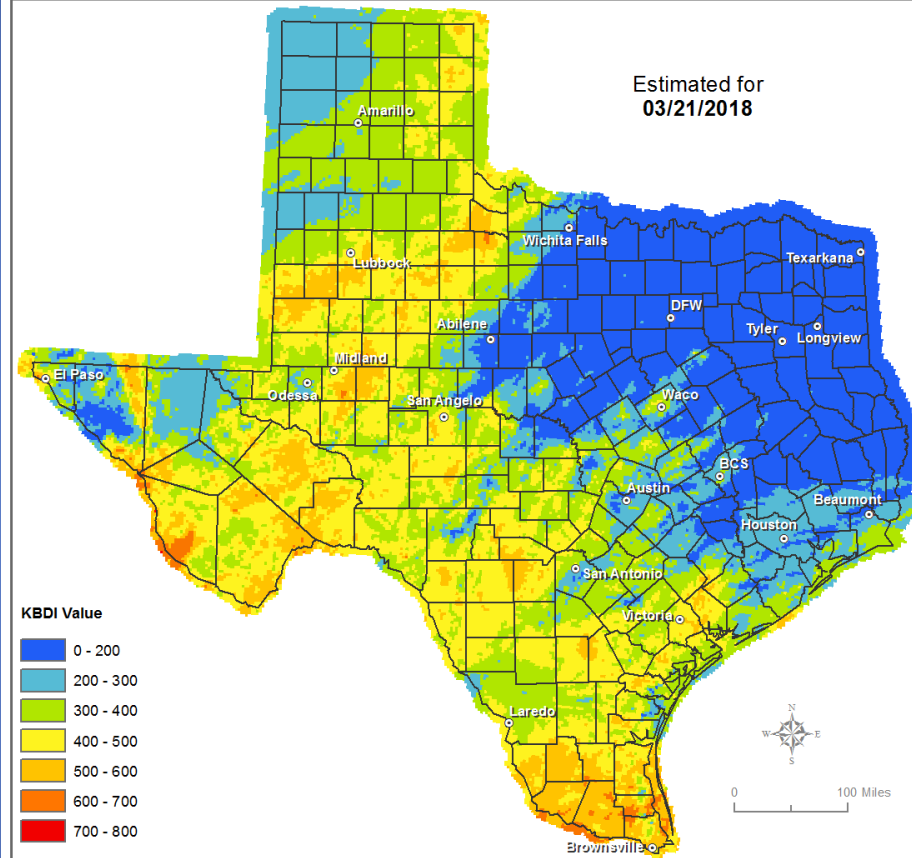 Estimated for
03/21/2018
Amarillo
Wichita Falls
Texarkana
Lubbock
DFW
Abilene
Tyler
Longview
Midland
El Paso
Odessa
San Angelo
Waco
BCS
Austin
Beaumont
Houston
San Antonio
Victoria
Laredo
Brownsville
KBDI Value
0 - 200
200 - 300
300 - 400
400 - 500
500 - 600
600 - 700
700 - 800
N
W E
S
0 100 Miles